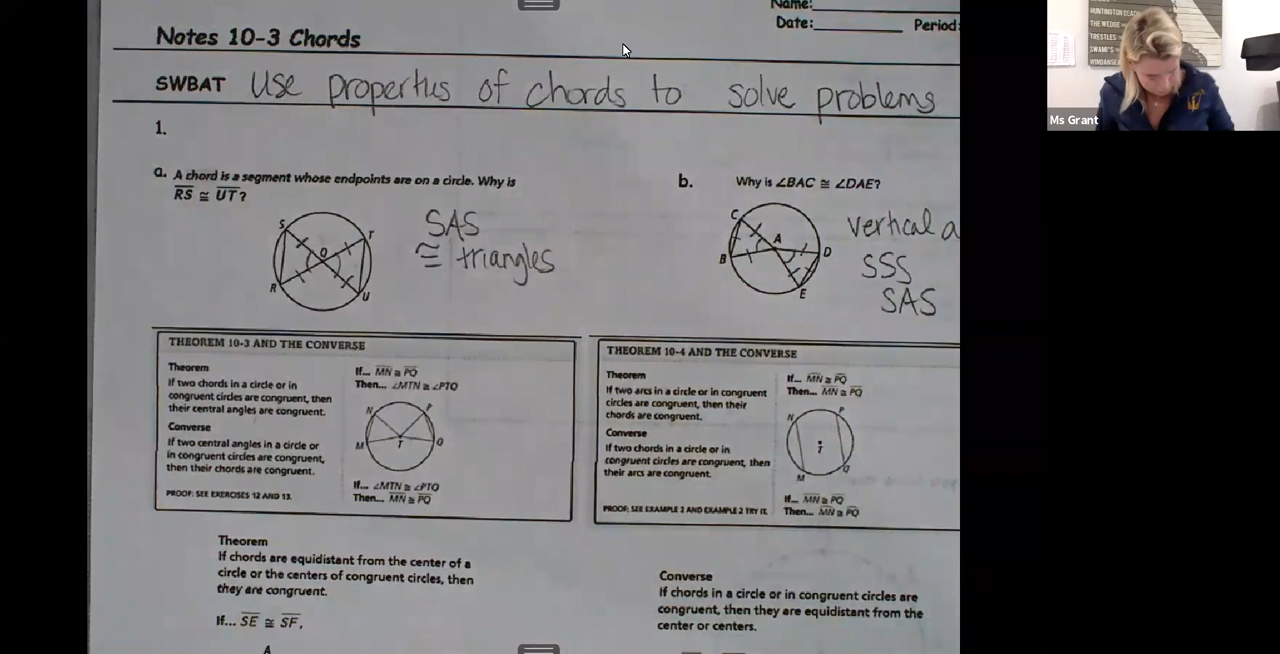 Name:
Date: Period:
Notes 10-3 Chords
SWBAT use properties of chords to solve problems
1.
a. A chord is a segment whose endpoints are on a circle. Why is
RS ≅ UT?
S T O R U
SAS
≅ triangles
b. Why is ∠BAC ≅ ∠DAE?
C A B D E
vertical a
SSS
SAS
THEOREM 10-3 AND THE CONVERSE
Theorem
If two chords in a circle or in
congruent circles are congruent, then
their central angles are congruent.
Converse
If two central angles in a circle or
in congruent circles are congruent,
then their chords are congruent.
PROOF: SEE EXERCISES 12 AND 13.
If... MN ≅ PQ
Then... ∠MTN ≅ ∠PTQ
N P M T Q
If... ∠MTN ≅ ∠PTQ
Then... MN ≅ PQ
THEOREM 10-4 AND THE CONVERSE
Theorem
If two arcs in a circle or in congruent
circles are congruent, then their
chords are congruent.
Converse
If two chords in a circle or in
congruent circles are congruent, then
their arcs are congruent.
PROOF: SEE EXAMPLE 2 AND EXAMPLE 2 TRY IT.
If... MN ≅ PQ
Then... MN ≅ PQ
N P T M Q
If... MN ≅ PQ
Then... MN ≅ PQ
Theorem
If chords are equidistant from the center of a
circle or the centers of congruent circles, then
they are congruent.
If... SE ≅ SF,
A
Converse
If chords in a circle or in congruent circles are
congruent, then they are equidistant from the
center or centers.
HUNTINGTON BEACH
THE WEDGE
TRESTLES
SWAMI'S
WINDANSEA
Ms Grant